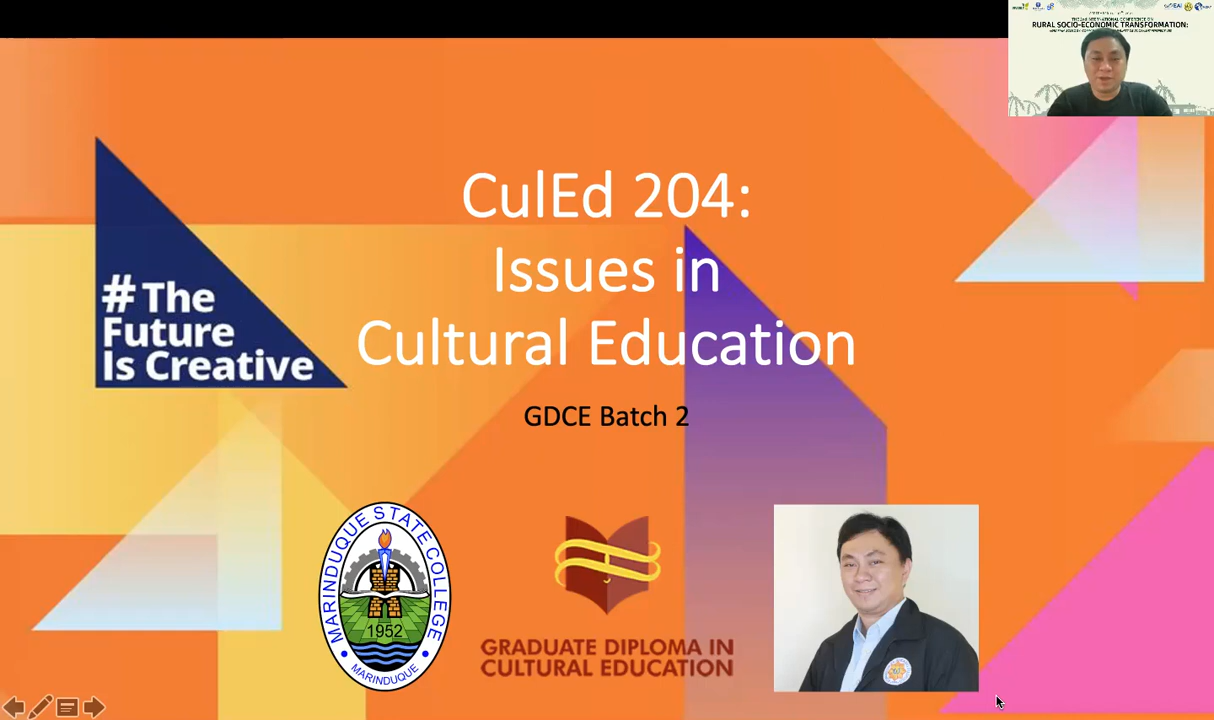 RURAL SOCIO-ECONOMIC TRANSFORMATION:
CulEd 204:
Issues in
Cultural Education
# The
Future
Is Creative
GDCE Batch 2
MARINDUQUE STATE COLLEGE
1952
MARINDUQUE
GRADUATE DIPLOMA IN
CULTURAL EDUCATION